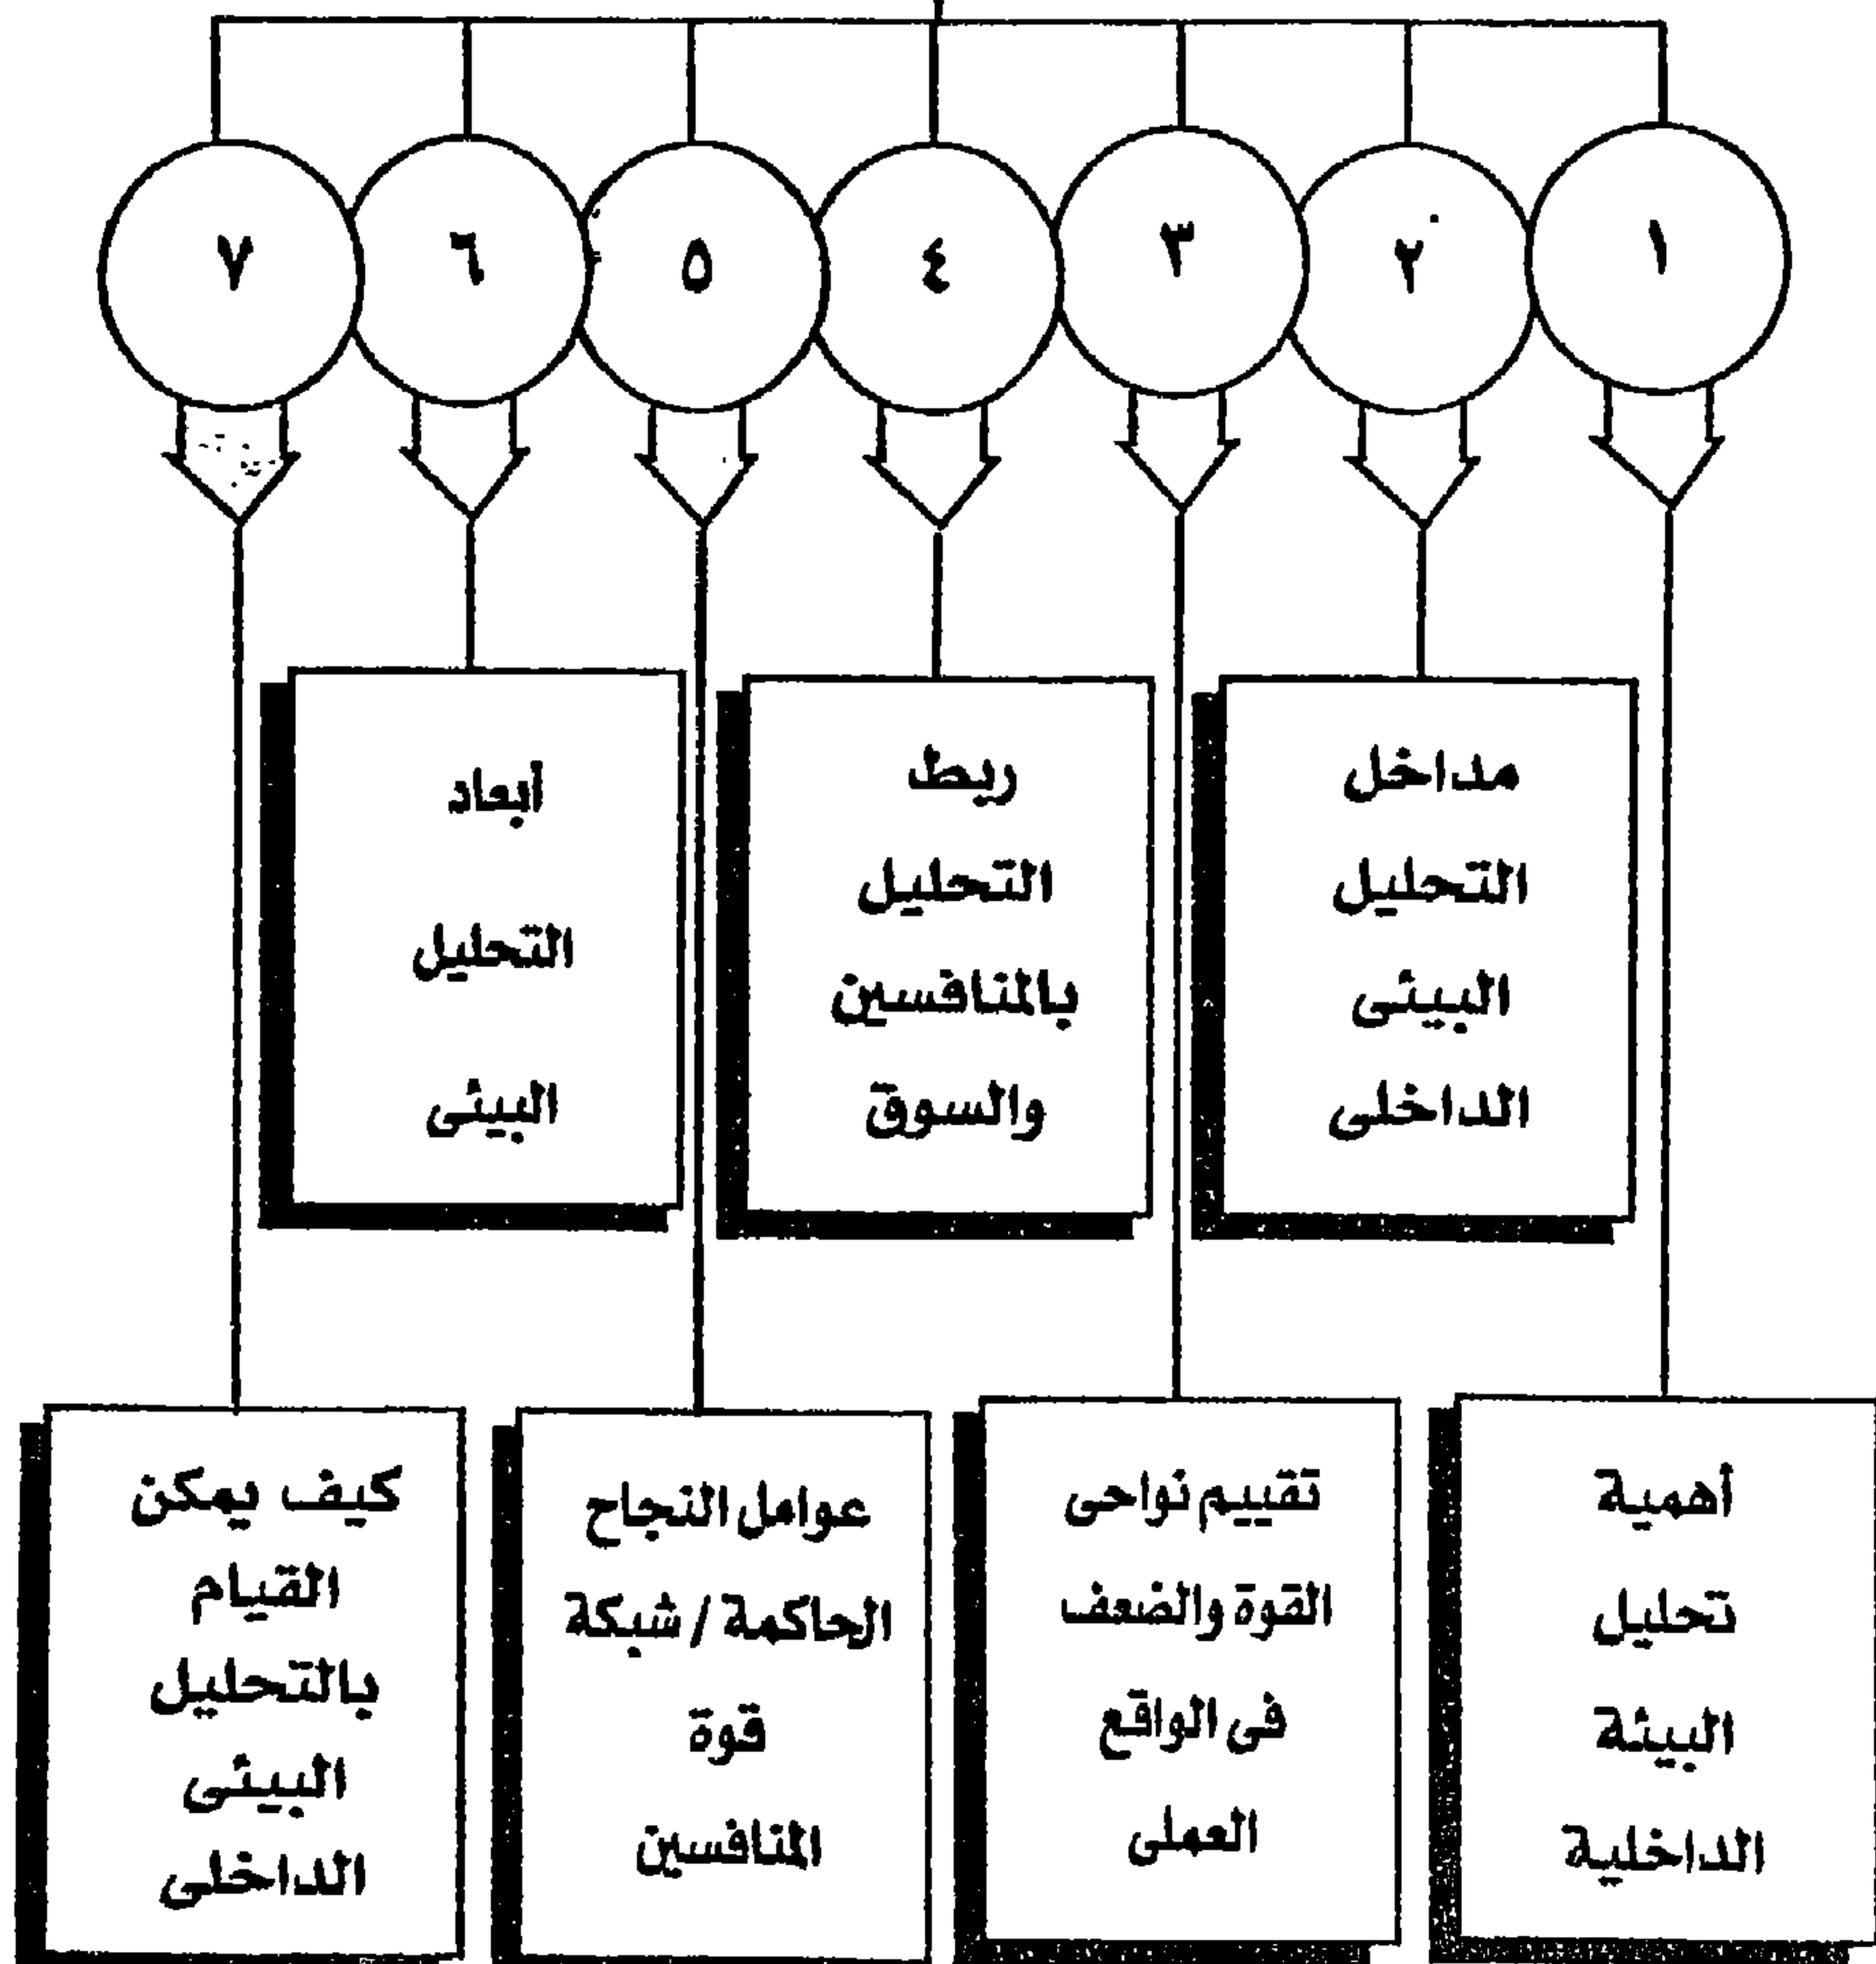 ١
٢
٣
٤
٥
٦
٧
مداخل
التحليل
البيئى
الداخلى
ربط
التحليل
بالمنافسين
والسوق
أبعاد
التحليل
البيئى
أهمية
تحليل
البيئة
الداخلية
تقييم نواحى
القوة والضعف
فى الواقع
العملى
عوامل النجاح
الحاكمة / شبكة
قوة
المنافسين
كيف يمكن
القيام
بالتحليل
البيئى
الداخلى